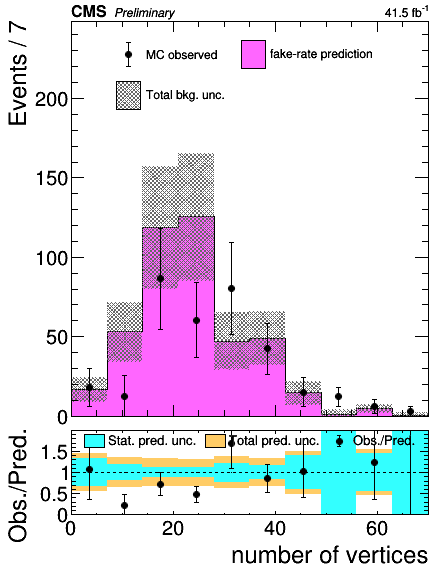 CMS Preliminary 41.5 fb⁻¹
Events / 7
MC observed
fake-rate prediction
Total bkg. unc.
200
150
100
50
0
Stat. pred. unc. Total pred. unc. Obs./Pred.
Obs./Pred.
1.5
1
0.5
0
0 20 40 60
number of vertices